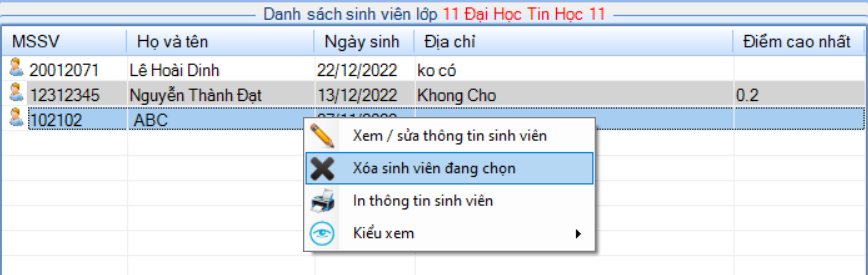 Danh sách sinh viên lớp 11 Đại Học Tin Học 11
MSSV Họ và tên Ngày sinh Địa chỉ Điểm cao nhất
20012071 Lê Hoài Dinh 22/12/2022 ko có
12312345 Nguyễn Thành Đạt 13/12/2022 Khong Cho 0.2
102102 ABC
Xem / sửa thông tin sinh viên
Xóa sinh viên đang chọn
In thông tin sinh viên
Kiểu xem